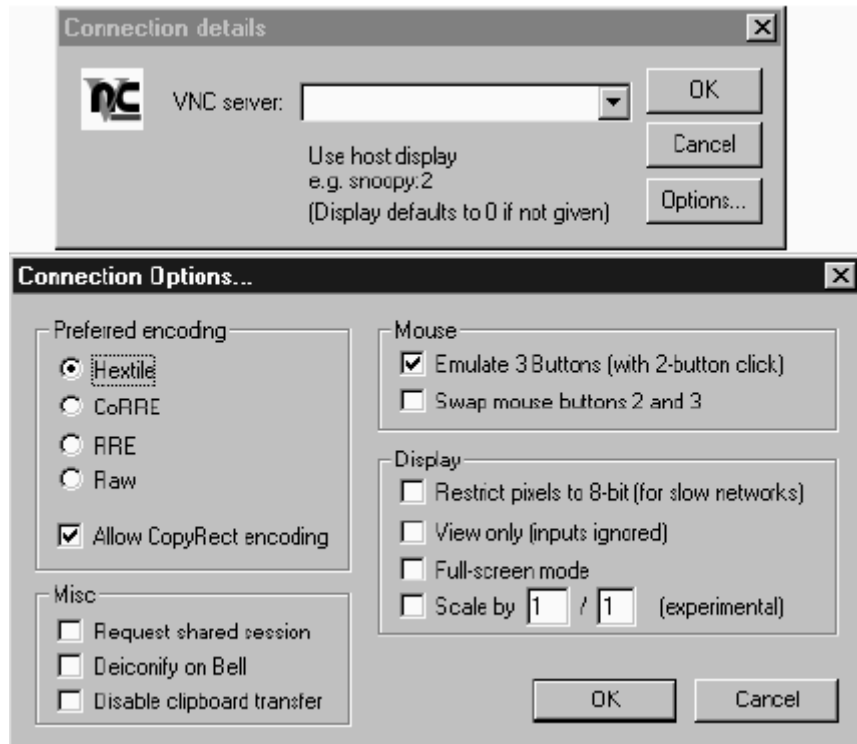 Connection details
VNC
VNC server:
OK
Use host display
e.g. snoopy:2
(Display defaults to 0 if not given)
Cancel
Options...
Connection Options...
Preferred encoding
Hextile
CoRRE
RRE
Raw
Allow CopyRect encoding
Misc
Request shared session
Deiconify on Bell
Disable clipboard transfer
Mouse
Emulate 3 Buttons (with 2-button click)
Swap mouse buttons 2 and 3
Display
Restrict pixels to 8-bit (for slow networks)
View only (inputs ignored)
Full-screen mode
Scale by 1 / 1 (experimental)
OK
Cancel